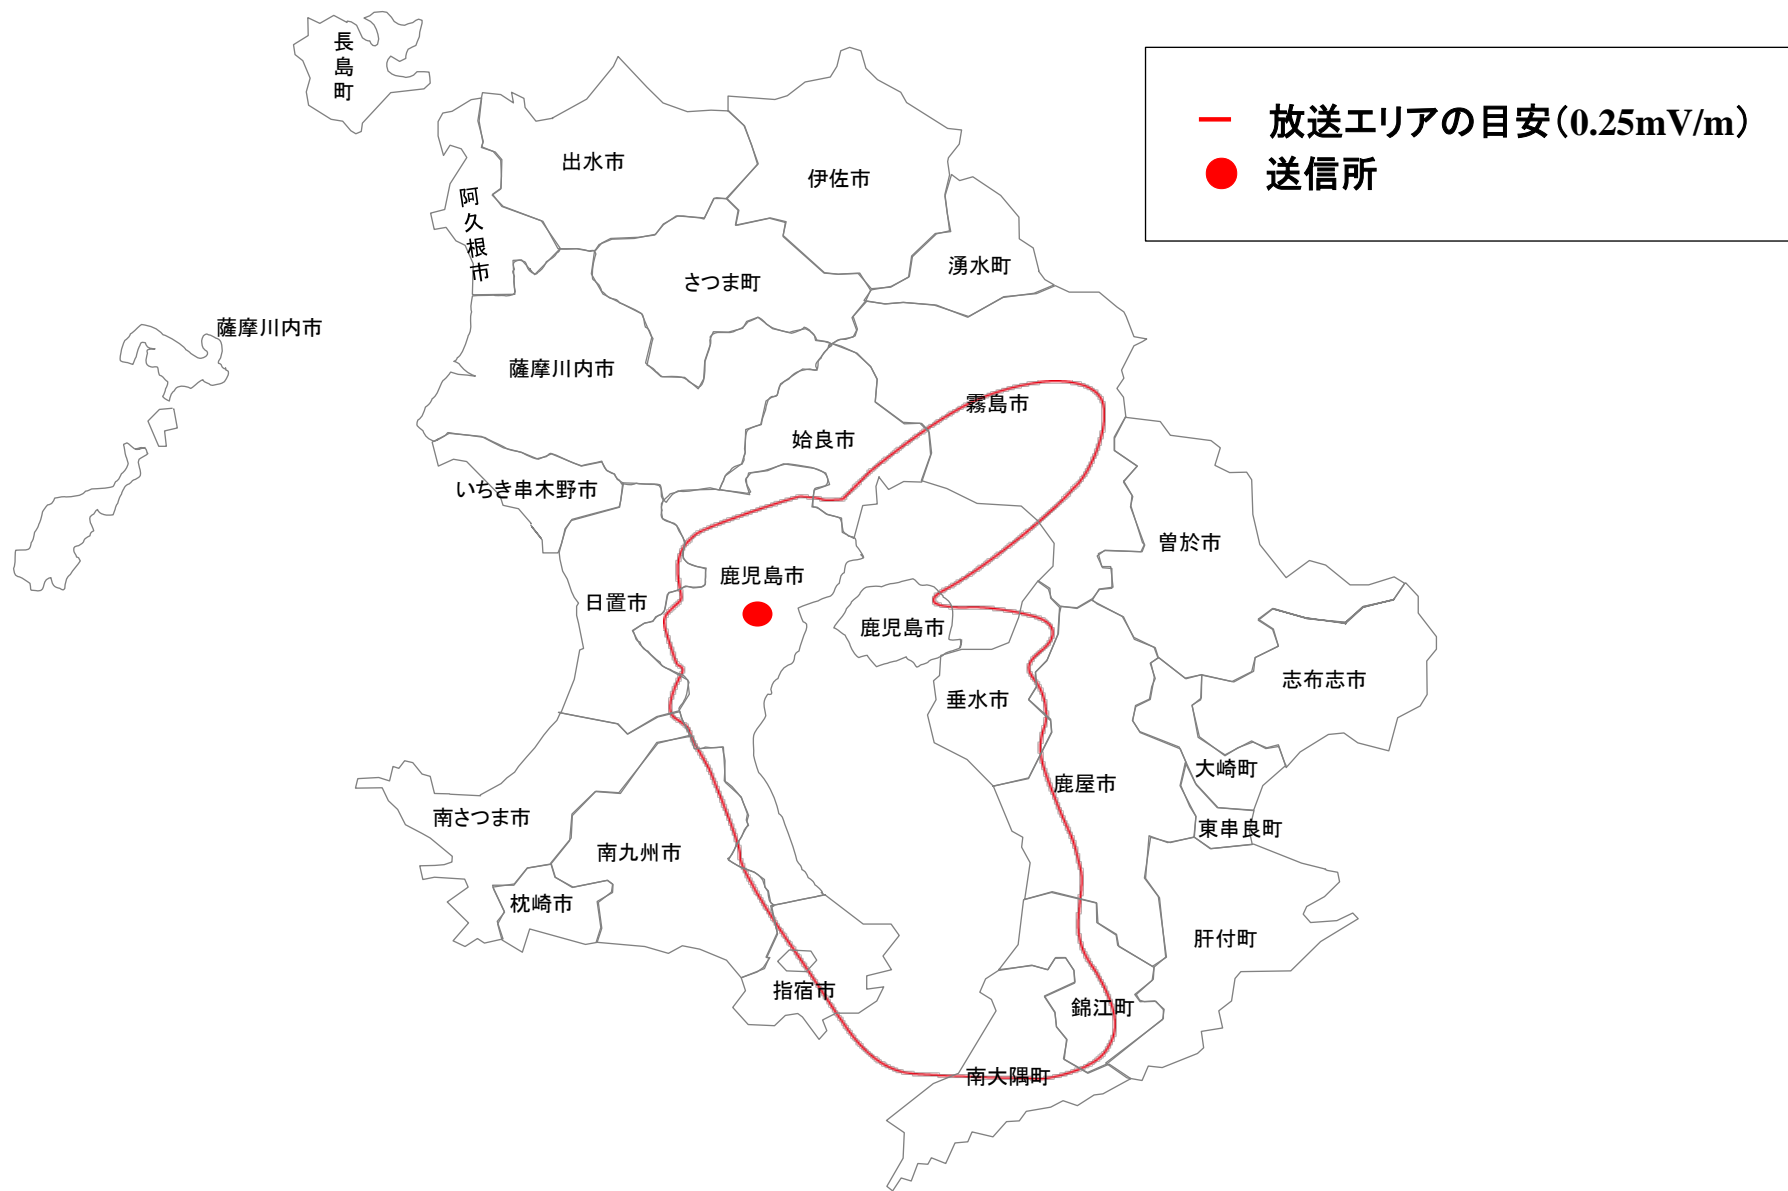 長島町
放送エリアの目安(0.25mV/m)
送信所
出水市
伊佐市
阿久根市
湧水町
さつま町
薩摩川内市
薩摩川内市
霧島市
姶良市
いちき串木野市
曽於市
鹿児島市
日置市
鹿児島市
志布志市
垂水市
大崎町
鹿屋市
南さつま市
東串良町
南九州市
枕崎市
肝付町
指宿市
錦江町
南大隅町